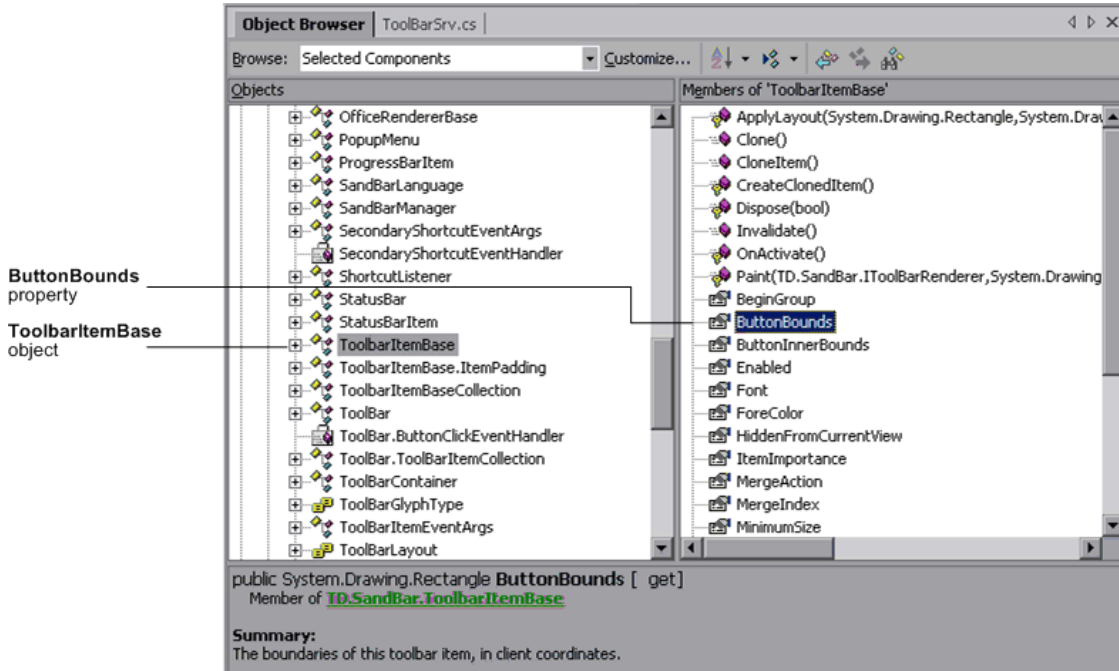 Object Browser ToolBarSrv.cs
Browse: Selected Components Customize...
Objects
OfficeRendererBase
PopupMenu
ProgressBarItem
SandBarLanguage
SandBarManager
SecondaryShortcutEventArgs
SecondaryShortcutEventHandler
ShortcutListener
StatusBar
StatusBarItem
ToolbarItemBase
ToolbarItemBase.ItemPadding
ToolbarItemBaseCollection
ToolBar
ToolBar.ButtonClickEventHandler
ToolBar.ToolBarItemCollection
ToolBarContainer
ToolBarGlyphType
ToolBarItemEventArgs
ToolBarLayout
Members of 'ToolbarItemBase'
ApplyLayout(System.Drawing.Rectangle,System.Drav
Clone()
CloneItem()
CreateClonedItem()
Dispose(bool)
Invalidate()
OnActivate()
Paint(TD.SandBar.IToolBarRenderer,System.Drawing
BeginGroup
ButtonBounds
ButtonInnerBounds
Enabled
Font
ForeColor
HiddenFromCurrentView
ItemImportance
MergeAction
MergeIndex
MinimumSize
ButtonBounds
property
ToolbarItemBase
object
public System.Drawing.Rectangle ButtonBounds [ get]
Member of TD.SandBar.ToolbarItemBase
Summary:
The boundaries of this toolbar item, in client coordinates.